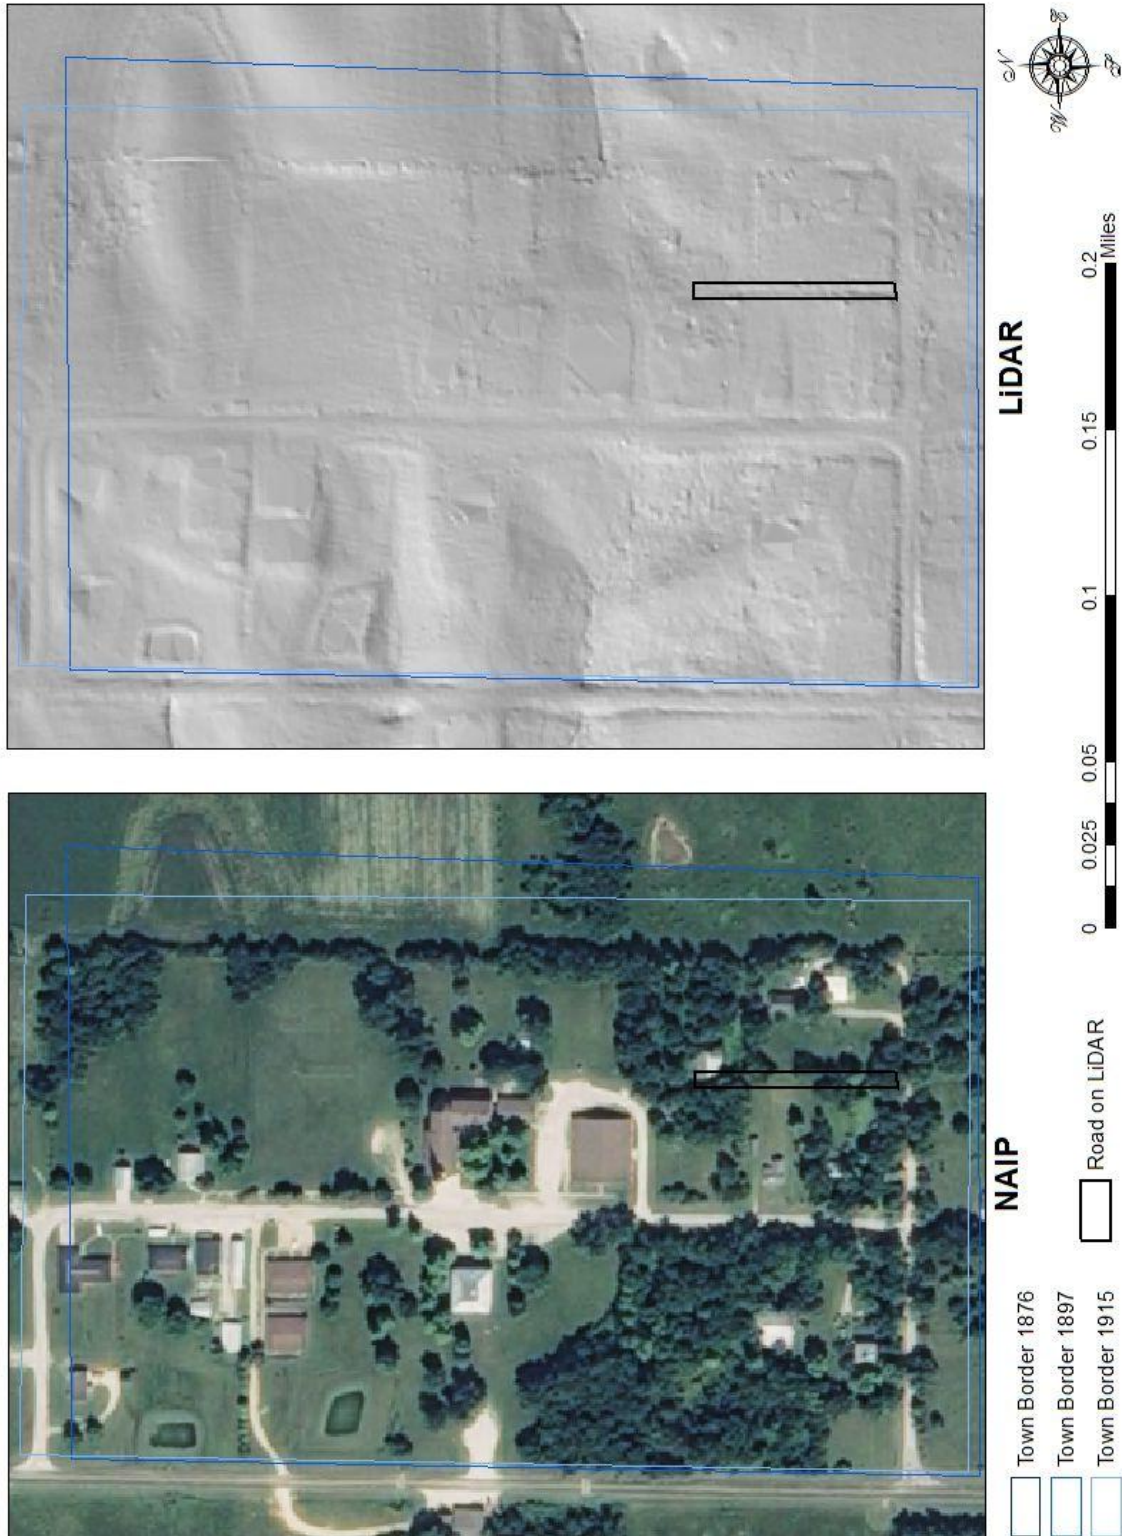 NAIP
LiDAR
Town Border 1876
Town Border 1897
Town Border 1915
Road on LiDAR
0 0.025 0.05 0.1 0.15 0.2
Miles
N
W E
S